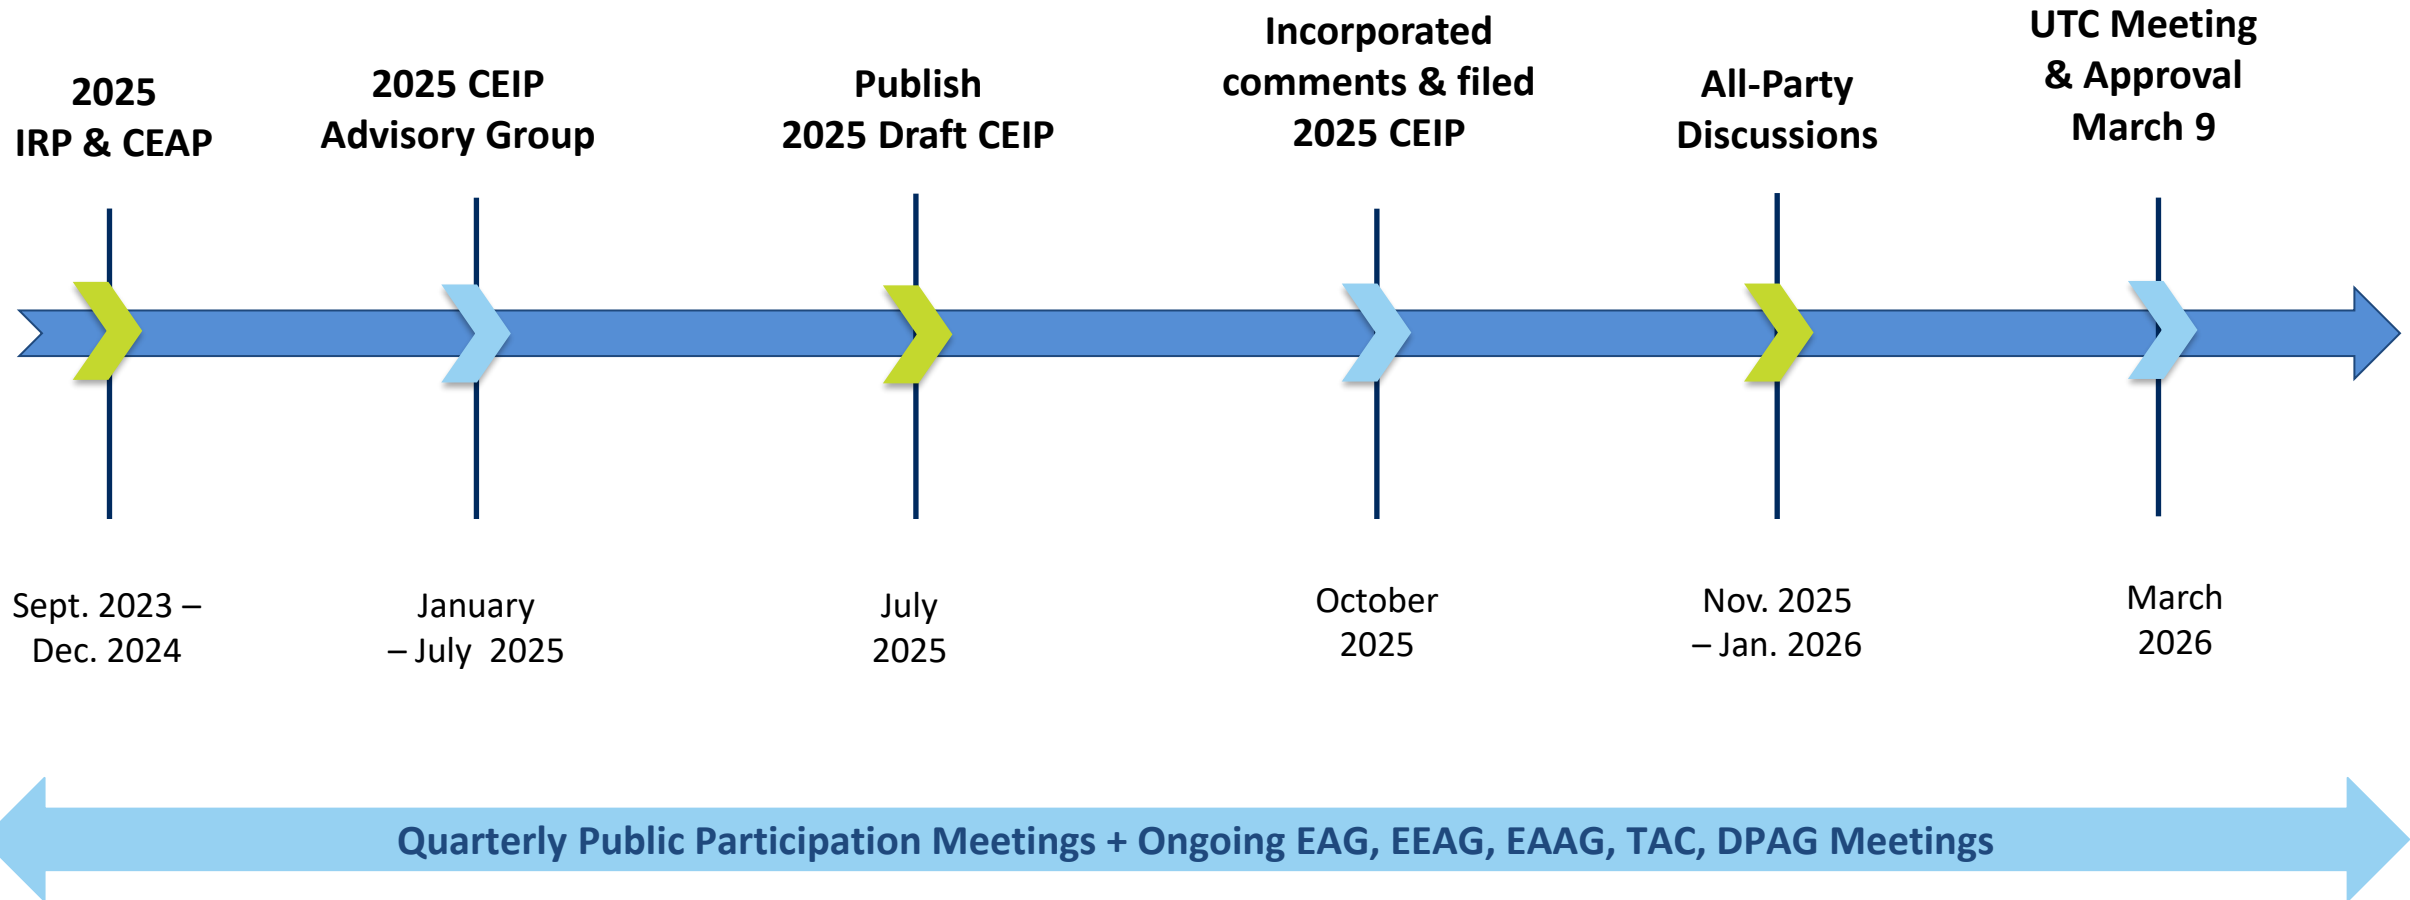 2025
IRP & CEAP
2025 CEIP
Advisory Group
Publish
2025 Draft CEIP
Incorporated
comments & filed
2025 CEIP
All-Party
Discussions
UTC Meeting
& Approval
March 9
Sept. 2023 –
Dec. 2024
January
– July  2025
July
2025
October
2025
Nov. 2025
– Jan. 2026
March
2026
Quarterly Public Participation Meetings + Ongoing EAG, EEAG, EAAG, TAC, DPAG Meetings